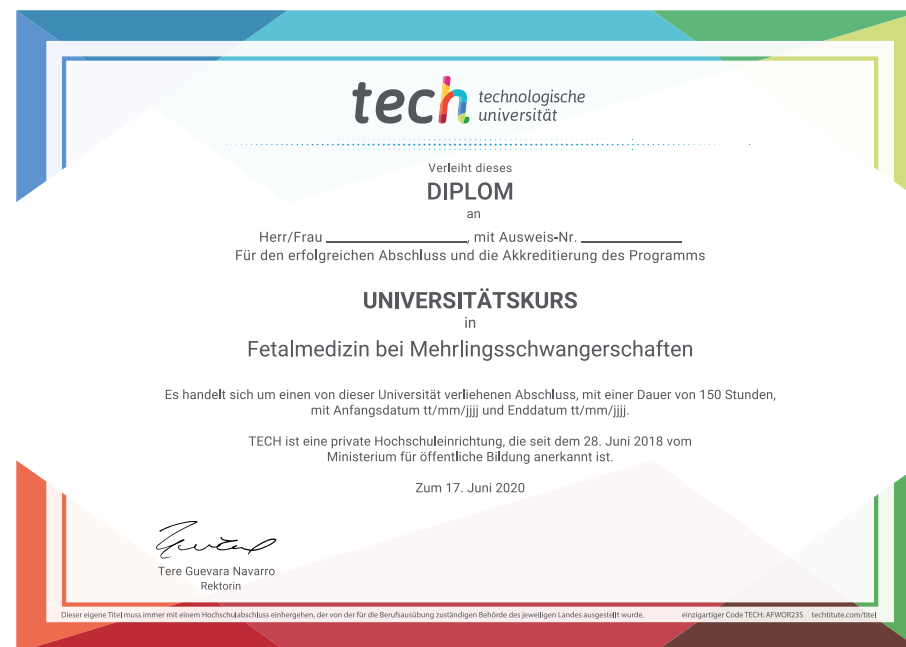 tech technologische
universität
Verleiht dieses
DIPLOM
an
Herr/Frau ____________, mit Ausweis-Nr. ____________
Für den erfolgreichen Abschluss und die Akkreditierung des Programms
UNIVERSITÄTSKURS
in
Fetalmedizin bei Mehrlingsschwangerschaften
Es handelt sich um einen von dieser Universität verliehenen Abschluss, mit einer Dauer von 150 Stunden,
mit Anfangsdatum tt/mm/jjjj und Enddatum tt/mm/jjjj.
TECH ist eine private Hochschuleinrichtung, die seit dem 28. Juni 2018 vom
Ministerium für öffentliche Bildung anerkannt ist.
Zum 17. Juni 2020
Tere Guevara Navarro
Rektorin
Dieser eigene Titel muss immer mit einem Hochschulabschluss einhergehen, der von der für die Berufsausübung zuständigen Behörde des jeweiligen Landes ausgestellt wurde. einzigartiger Code TECH: AFWOR235 techtitute.com/titel